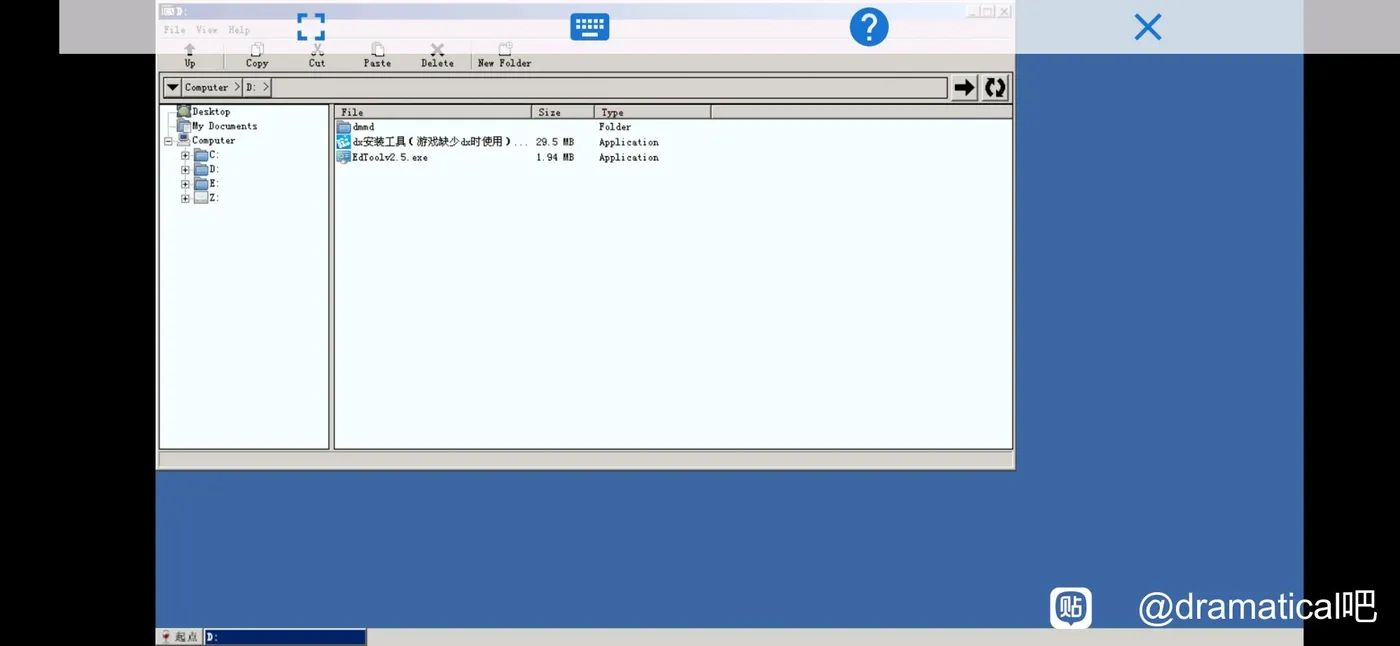 D:
File View Help
Up Copy Cut Paste Delete New Folder
Computer > D: >
Desktop
My Documents
Computer
C:
D:
E:
Z:
File Size Type
dmmd Folder
dx安装工具(游戏缺少dx时使用)... 29.5 MB Application
EdToolv2.5.exe 1.94 MB Application
贴 @dramatical吧
起点 D: